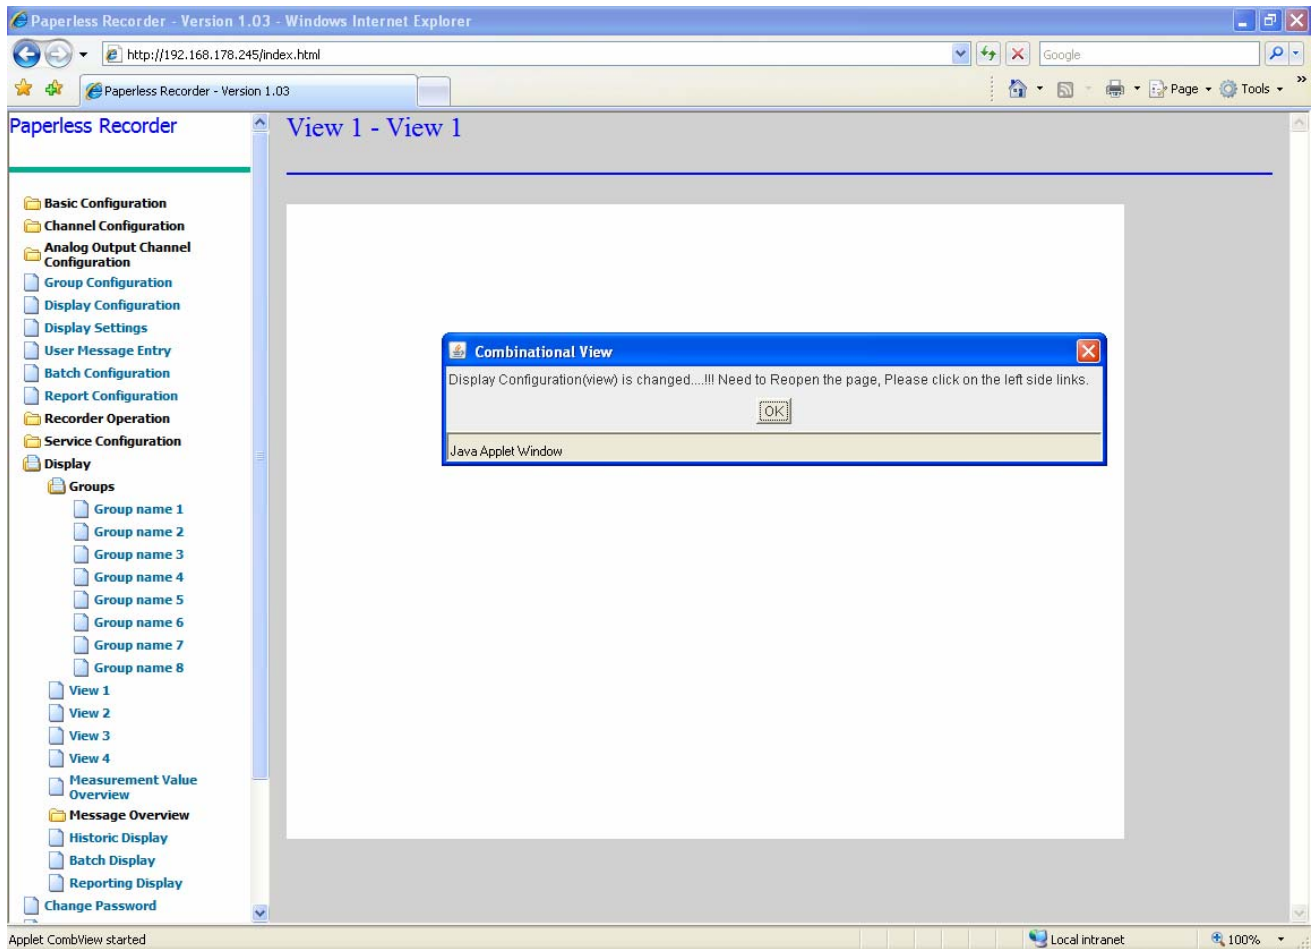 Paperless Recorder - Version 1.03 - Windows Internet Explorer
http://192.168.178.245/index.html
Google
Paperless Recorder - Version 1.03
Page
Tools
Paperless Recorder
Basic Configuration
Channel Configuration
Analog Output Channel
Configuration
Group Configuration
Display Configuration
Display Settings
User Message Entry
Batch Configuration
Report Configuration
Recorder Operation
Service Configuration
Display
Groups
Group name 1
Group name 2
Group name 3
Group name 4
Group name 5
Group name 6
Group name 7
Group name 8
View 1
View 2
View 3
View 4
Measurement Value
Overview
Message Overview
Historic Display
Batch Display
Reporting Display
Change Password
View 1 - View 1
Combinational View
Display Configuration(view) is changed....!!! Need to Reopen the page, Please click on the left side links.
OK
Java Applet Window
Applet CombView started
Local intranet
100%